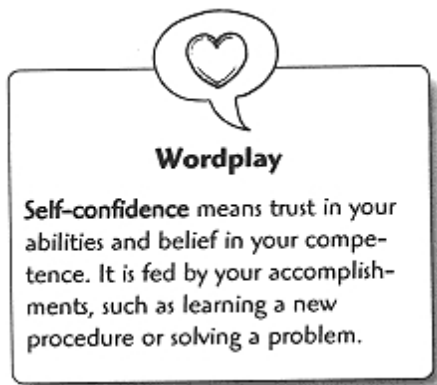 Wordplay
Self-confidence means trust in your
abilities and belief in your compe-
tence. It is fed by your accomplish-
ments, such as learning a new
procedure or solving a problem.